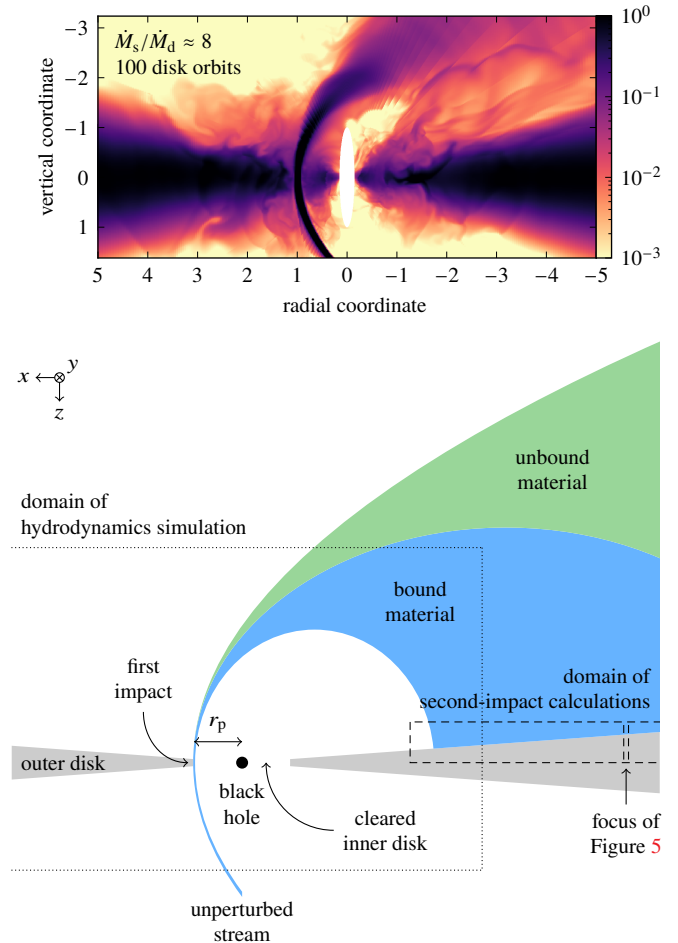 Ṁs/Ṁd ≈ 8
100 disk orbits
vertical coordinate
−3
−2
−1
0
1
5 4 3 2 1 0 −1 −2 −3 −4 −5
radial coordinate
10⁰
10⁻¹
10⁻²
10⁻³
x y
z
unbound
material
domain of
hydrodynamics simulation
bound
material
first
impact
domain of
second-impact calculations
rp
outer disk
black
hole
cleared
inner disk
focus of
Figure 5
unperturbed
stream